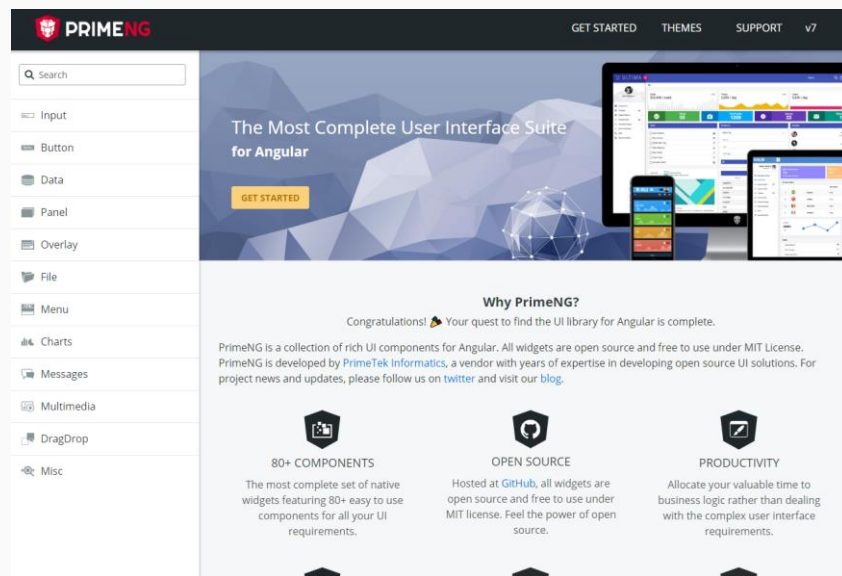 PRIMENG
GET STARTED THEMES SUPPORT v7
Search
Input
Button
Data
Panel
Overlay
File
Menu
Charts
Messages
Multimedia
DragDrop
Misc
The Most Complete User Interface Suite
for Angular
GET STARTED
Why PrimeNG?
Congratulations! 🎉 Your quest to find the UI library for Angular is complete.
PrimeNG is a collection of rich UI components for Angular. All widgets are open source and free to use under MIT License.
PrimeNG is developed by PrimeTek Informatics, a vendor with years of expertise in developing open source UI solutions. For
project news and updates, please follow us on twitter and visit our blog.
80+ COMPONENTS
The most complete set of native
widgets featuring 80+ easy to use
components for all your UI
requirements.
OPEN SOURCE
Hosted at GitHub, all widgets are
open source and free to use under
MIT license. Feel the power of open
source.
PRODUCTIVITY
Allocate your valuable time to
business logic rather than dealing
with the complex user interface
requirements.